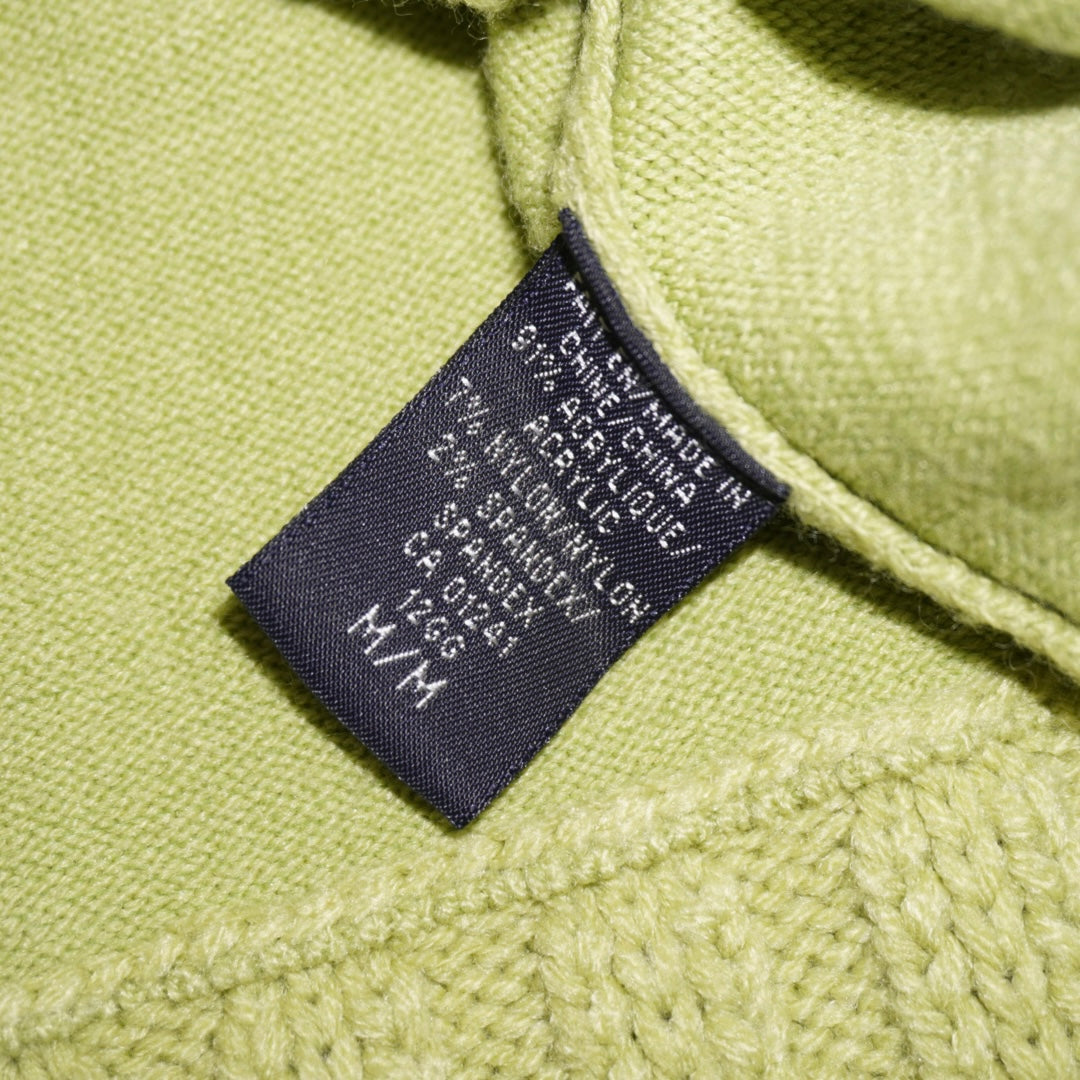 FAIT EN/MADE IN
CHINE/CHINA
91% ACRYLIQUE/
ACRYLIC
7% NYLON/NYLON
2% SPANDEX/
SPANDEX
CA 01241
12GG
M/M